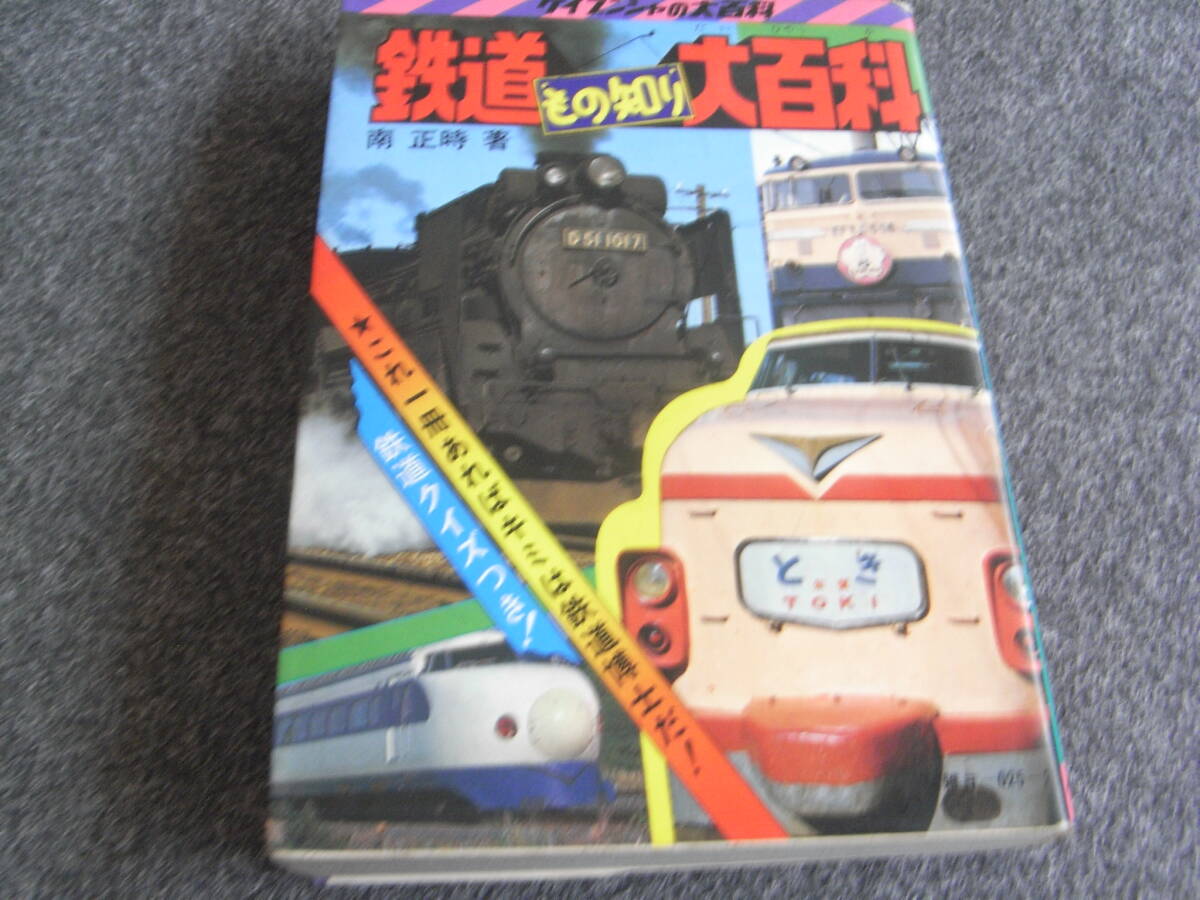 ケイブンシャの大百科
鉄道もの知り大百科
南 正時 著
D51 1017
★これ一冊あればキミは鉄道博士だ!
鉄道クイズつき!
とき
TOKI